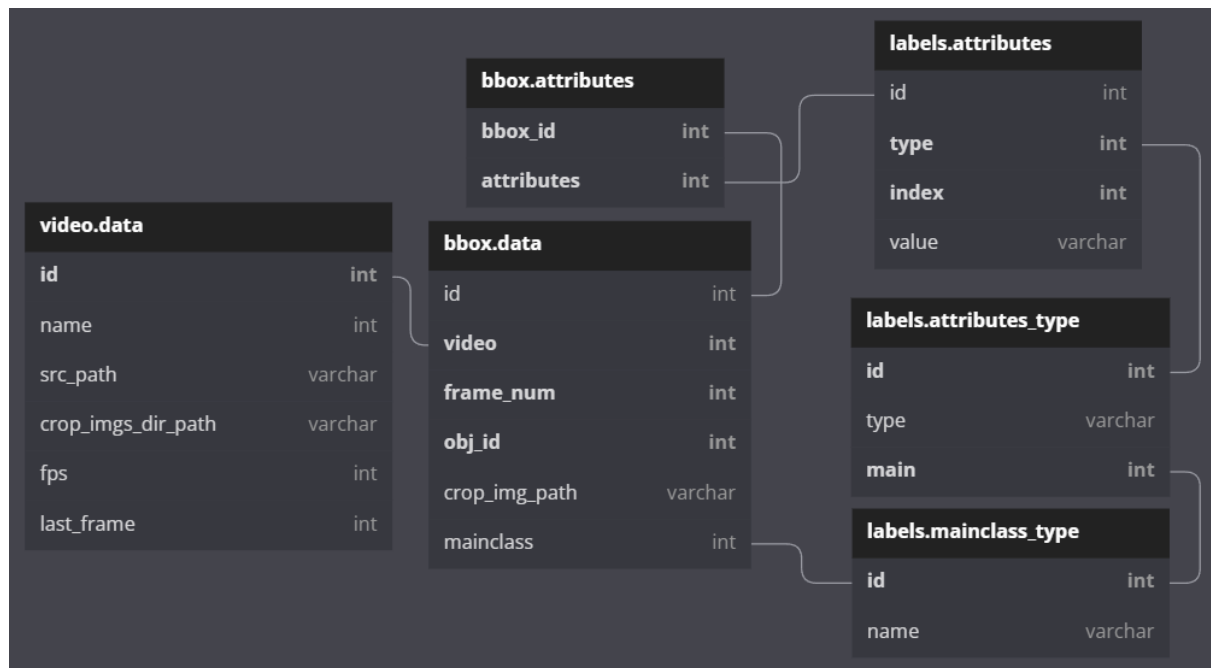 video.data
id int
name int
src_path varchar
crop_imgs_dir_path varchar
fps int
last_frame int
bbox.attributes
bbox_id int
attributes int
bbox.data
id int
video int
frame_num int
obj_id int
crop_img_path varchar
mainclass int
labels.attributes
id int
type int
index int
value varchar
labels.attributes_type
id int
type varchar
main int
labels.mainclass_type
id int
name varchar